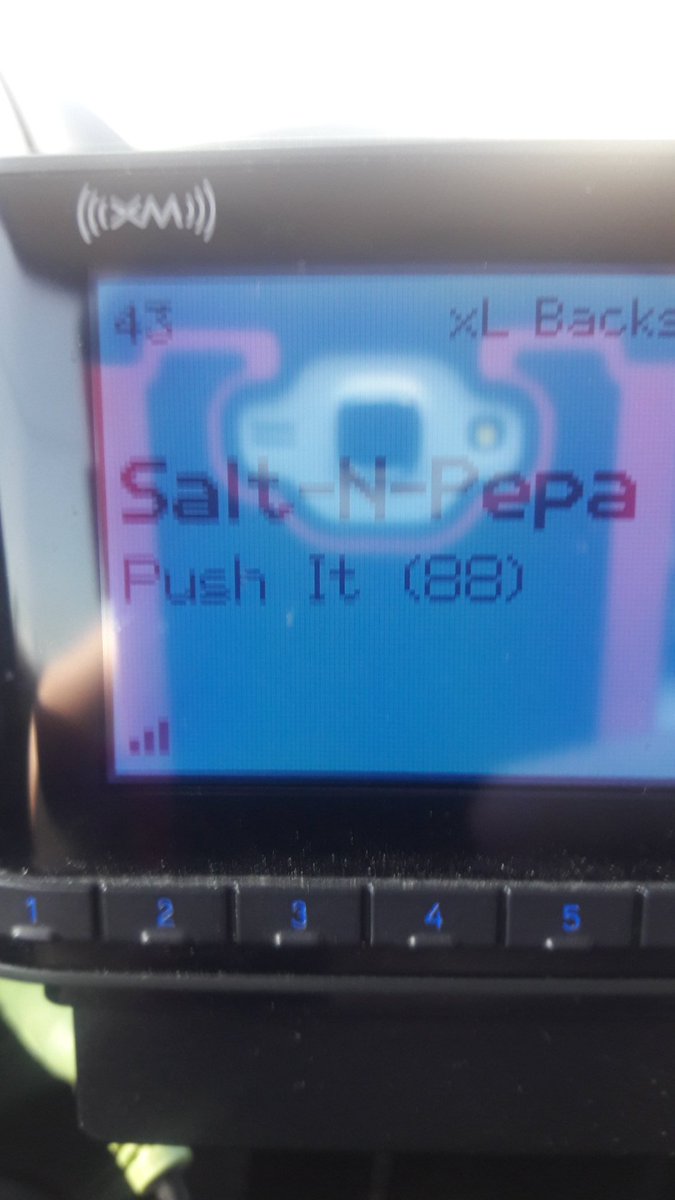 (((XM)))
43 xL Backs
Salt-N-Pepa
Push It (88)
1 2 3 4 5